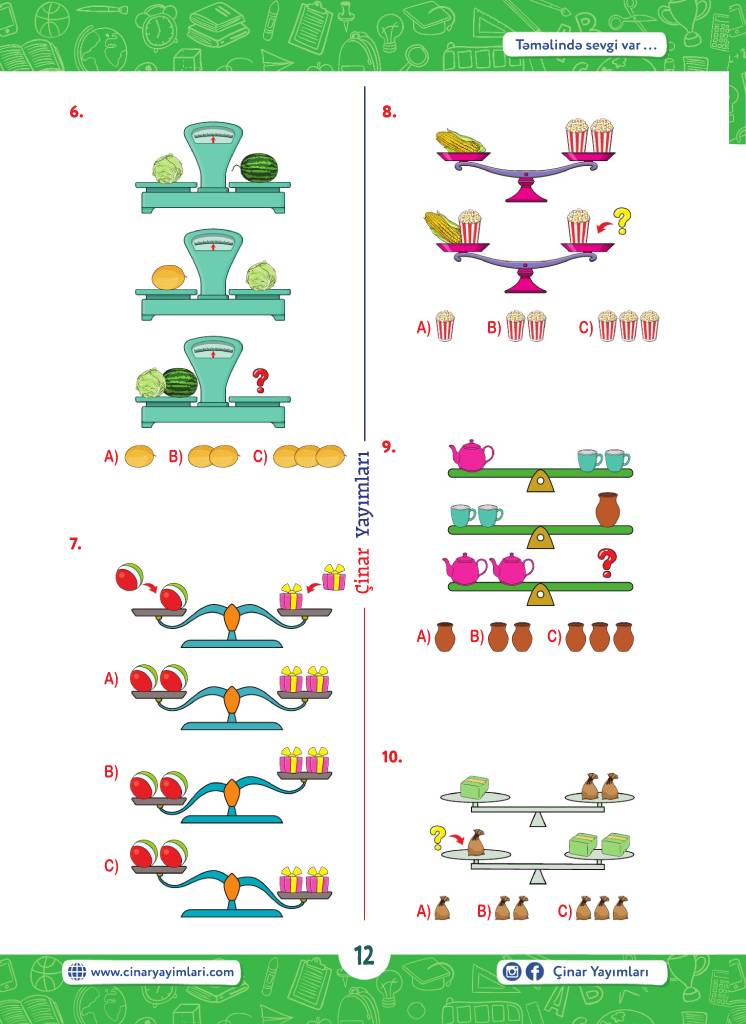 Təməlində sevgi var ...
6.
?
A) B) C)
7.
A)
B)
C)
Çinar Yayımları
8.
?
A) B) C)
9.
?
A) B) C)
10.
?
A) B) C)
12
www.cinaryayimlari.com
Çinar Yayımları